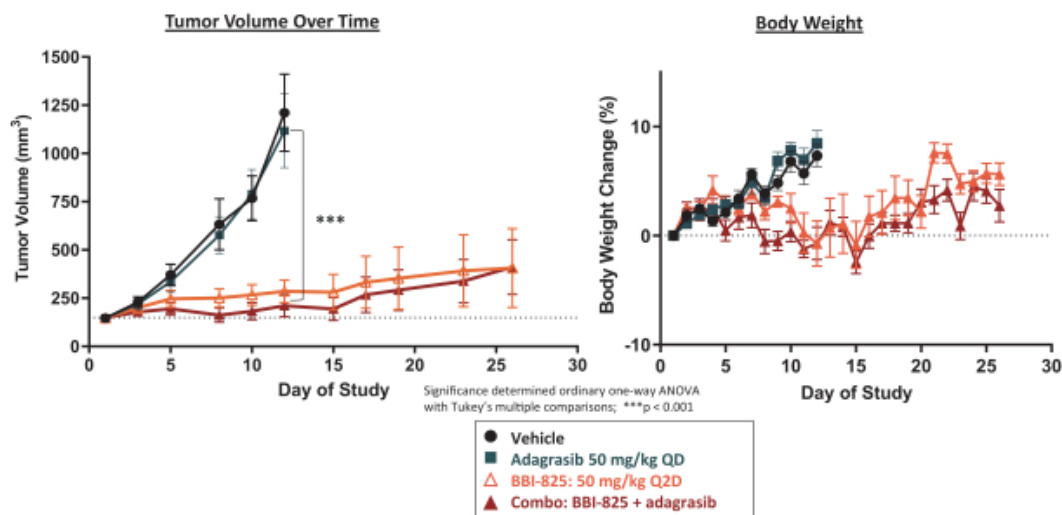 Tumor Volume Over Time
Body Weight
1500
1250
1000
750
500
250
0
Tumor Volume (mm³)
***
0 5 10 15 20 25 30
Day of Study
10
0
-10
Body Weight Change (%)
0 5 10 15 20 25 30
Day of Study
Significance determined ordinary one-way ANOVA
with Tukey's multiple comparisons; ***p < 0.001
Vehicle
Adagrasib 50 mg/kg QD
BBI-825: 50 mg/kg Q2D
Combo: BBI-825 + adagrasib